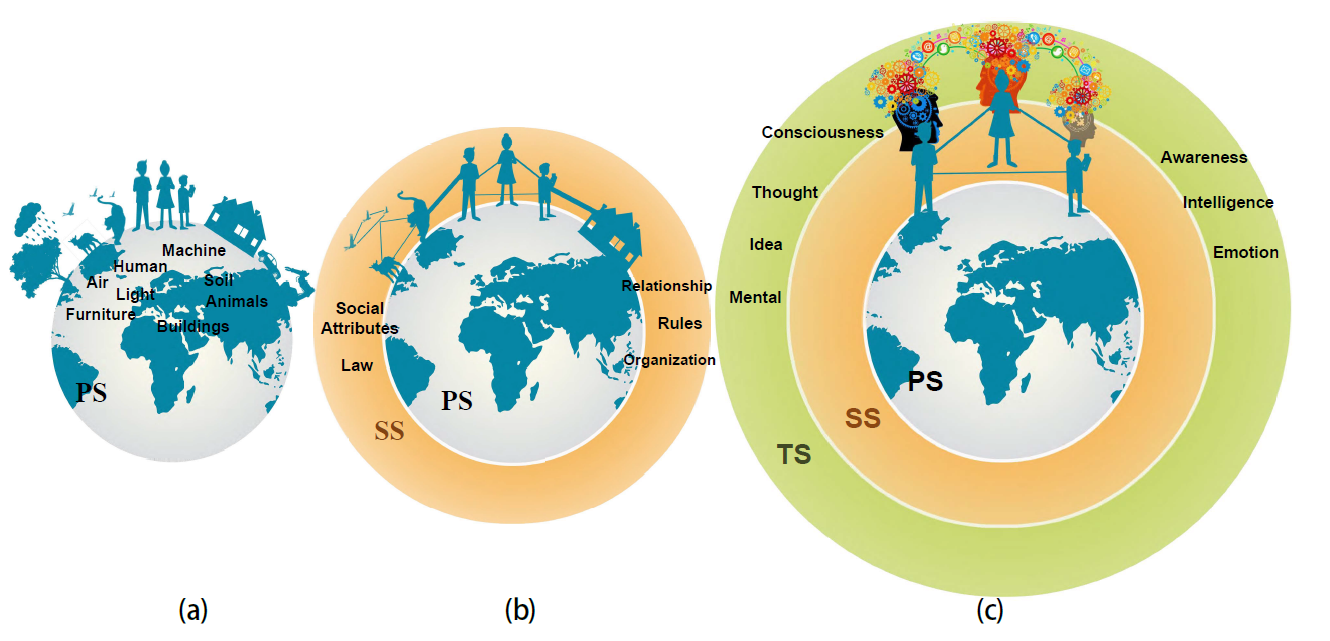 Machine
Human
Air
Soil
Light
Animals
Furniture
Buildings
PS
(a)
Social
Attributes
Law
Relationship
Rules
Organization
PS
SS
(b)
Consciousness
Thought
Idea
Mental
Awareness
Intelligence
Emotion
PS
SS
TS
(c)